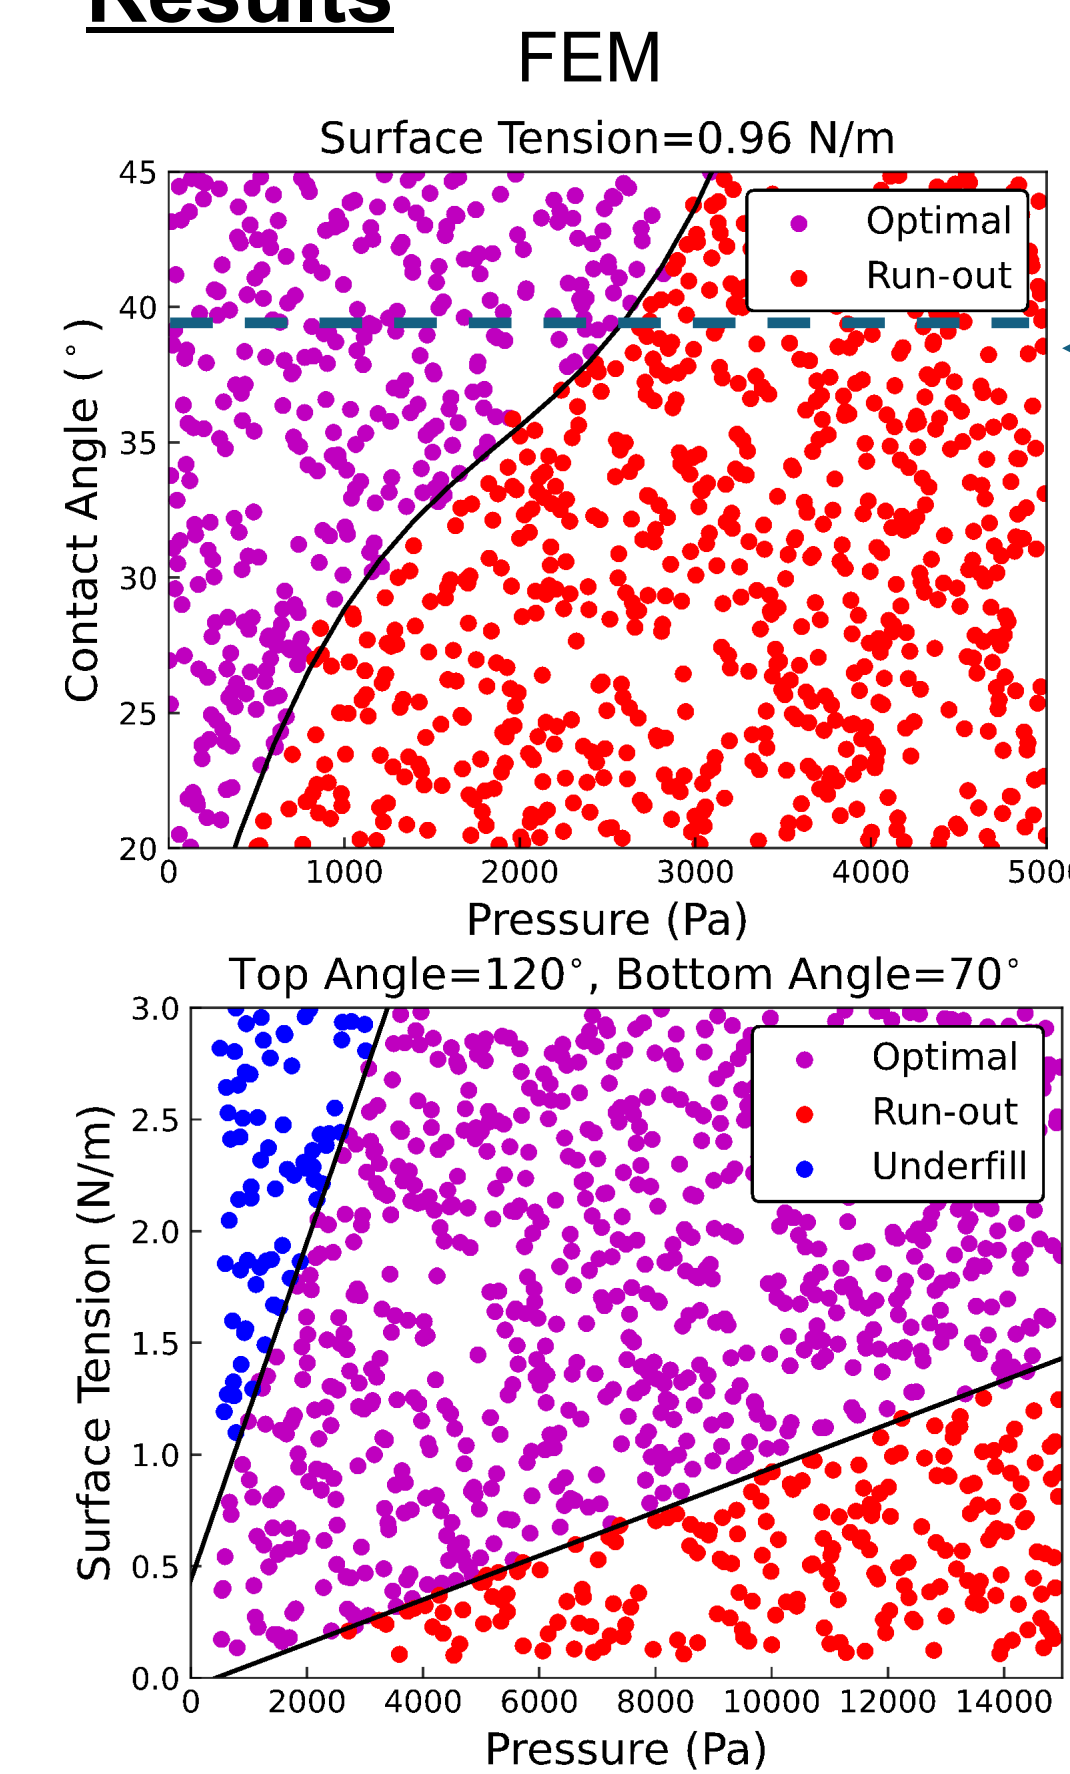 Results
FEM
Surface Tension=0.96 N/m
45
40
35
30
25
20
Contact Angle (°)
Optimal
Run-out
0 1000 2000 3000 4000 500
Pressure (Pa)
Top Angle=120°, Bottom Angle=70°
3.0
2.5
2.0
1.5
1.0
0.5
0.0
Surface Tension (N/m)
Optimal
Run-out
Underfill
0 2000 4000 6000 8000 10000 12000 14000
Pressure (Pa)